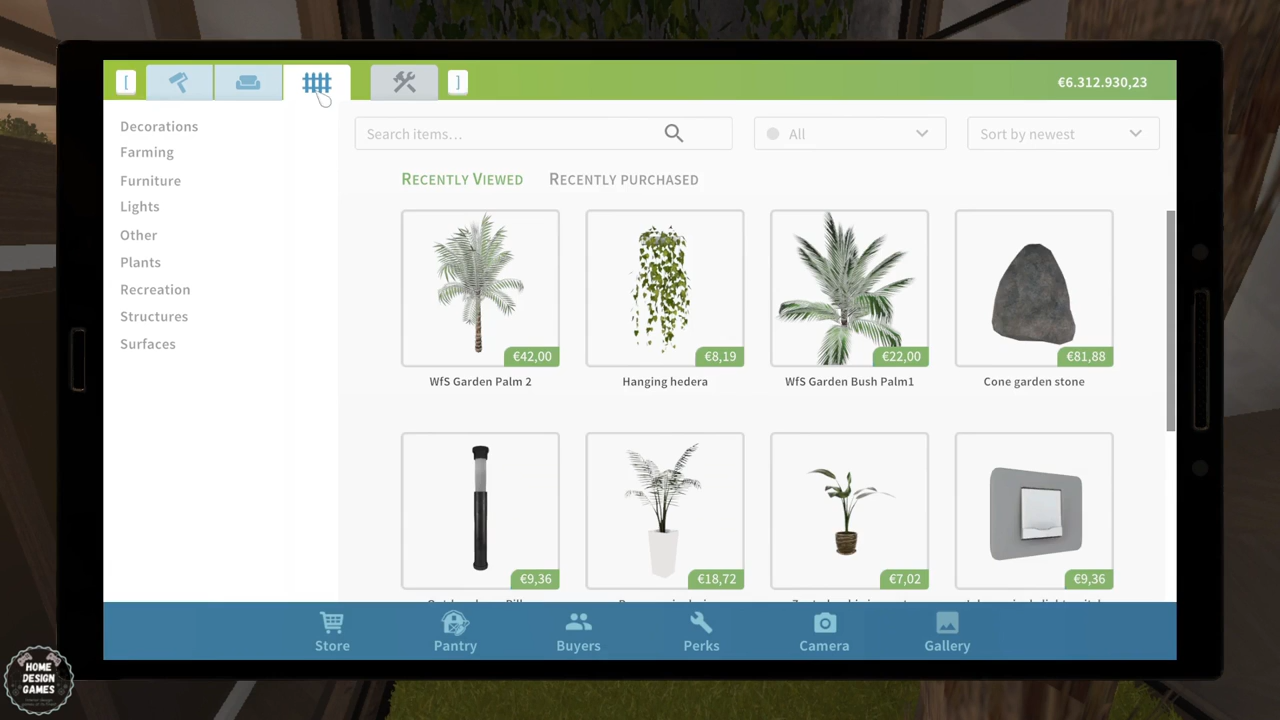 [
]
€6.312.930,23
Decorations
Farming
Furniture
Lights
Other
Plants
Recreation
Structures
Surfaces
Search items...
All
Sort by newest
RECENTLY VIEWED
RECENTLY PURCHASED
€42,00
€8,19
€22,00
€81,88
WfS Garden Palm 2
Hanging hedera
WfS Garden Bush Palm1
Cone garden stone
€9,36
€18,72
€7,02
€9,36
Store
Pantry
Buyers
Perks
Camera
Gallery
HOME
DESIGN
GAMES